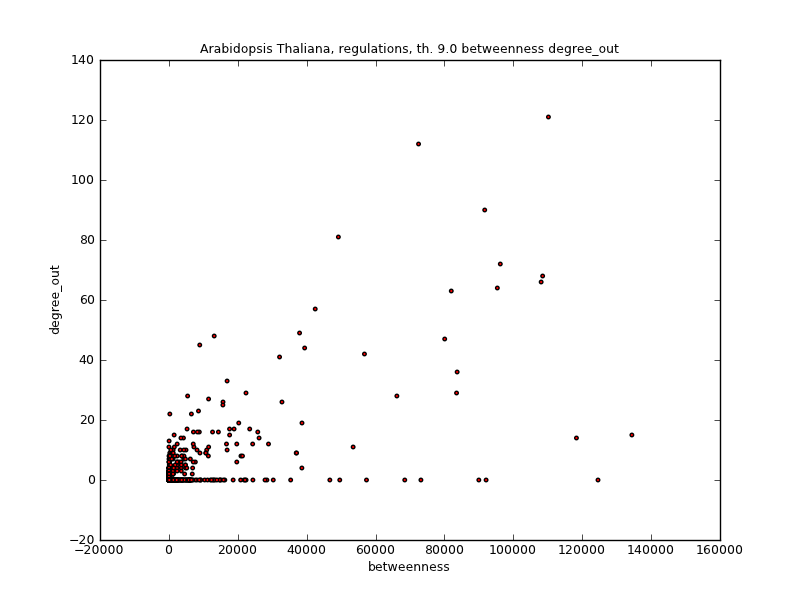 Arabidopsis Thaliana, regulations, th. 9.0 betweenness degree_out
140
120
100
80
60
40
20
0
−20
degree_out
−20000 0 20000 40000 60000 80000 100000 120000 140000 160000
betweenness